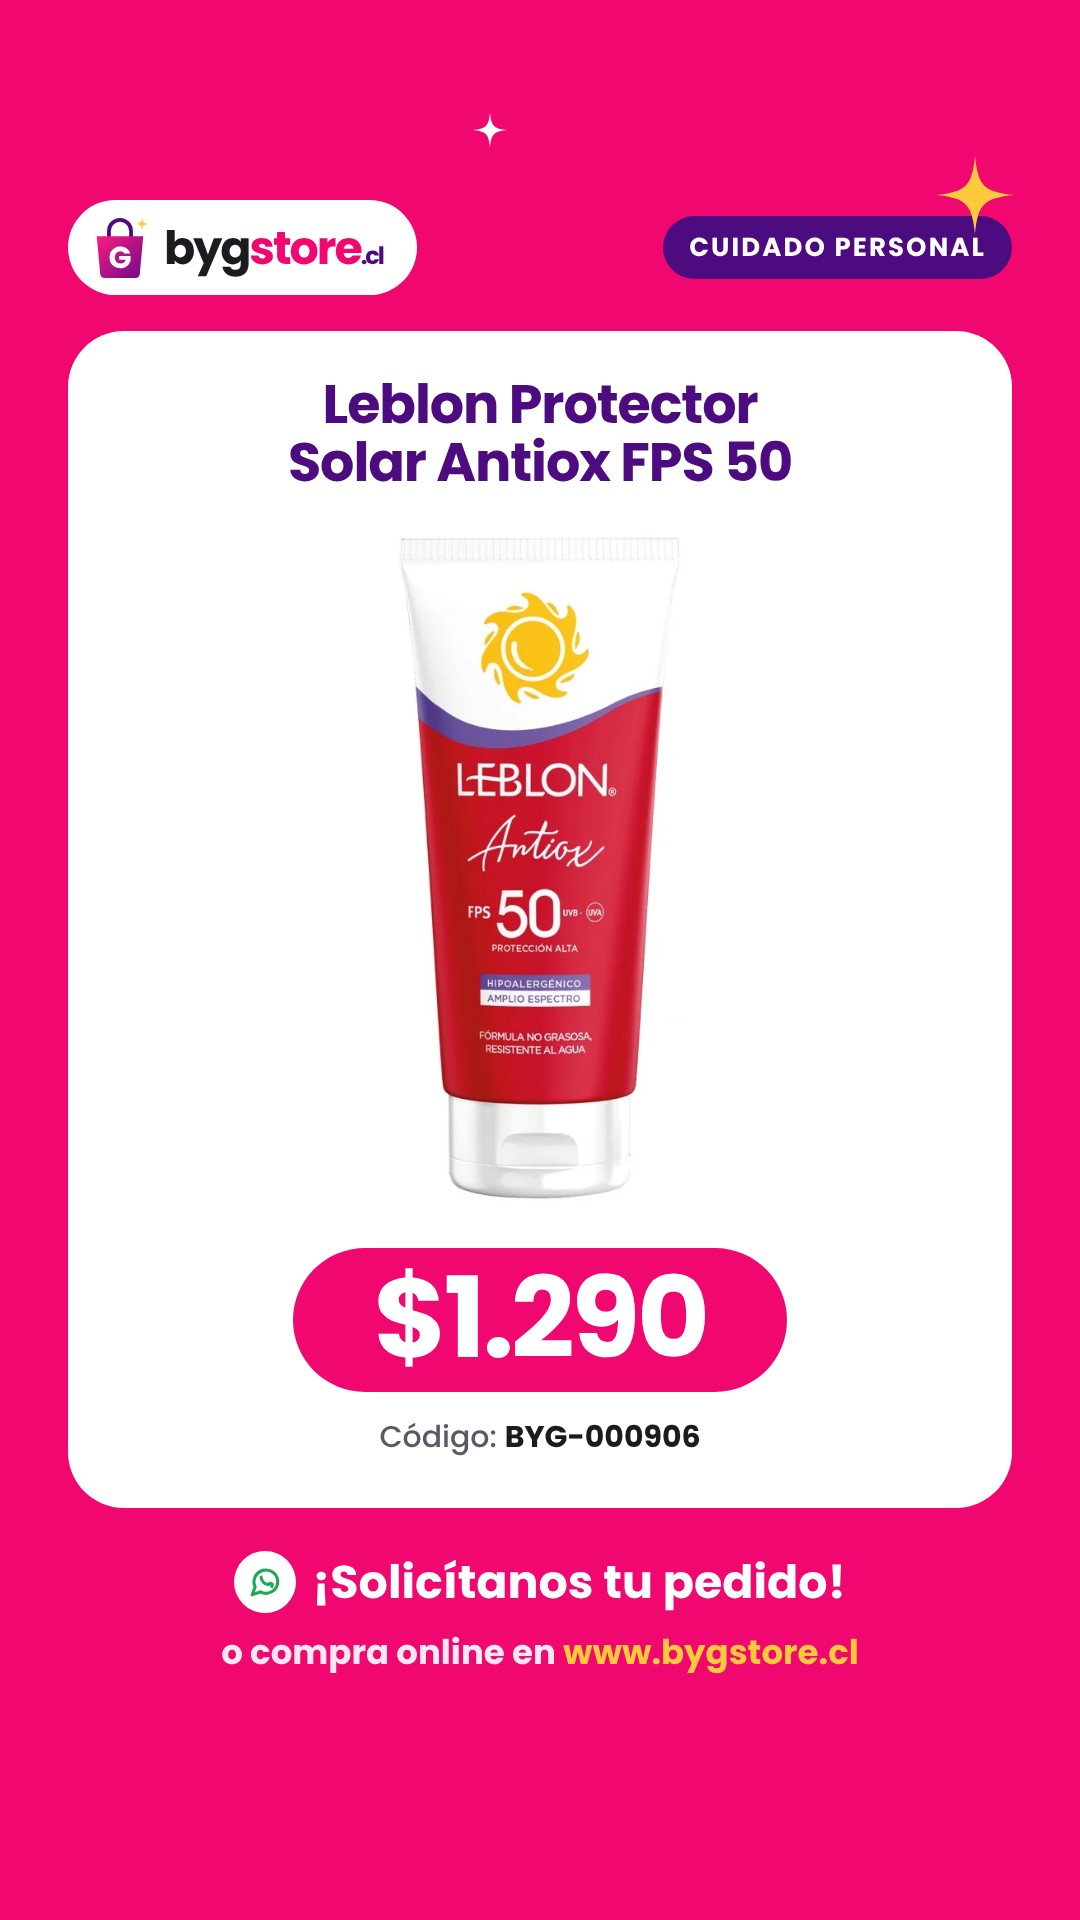 G bygstore.cl
CUIDADO PERSONAL
Leblon Protector
Solar Antiox FPS 50
LEBLON®
Antiox
FPS 50 UVB - UVA
PROTECCIÓN ALTA
HIPOALERGÉNICO
AMPLIO ESPECTRO
FÓRMULA NO GRASOSA,
RESISTENTE AL AGUA
$1.290
Código: BYG-000906
¡Solicítanos tu pedido!
o compra online en www.bygstore.cl